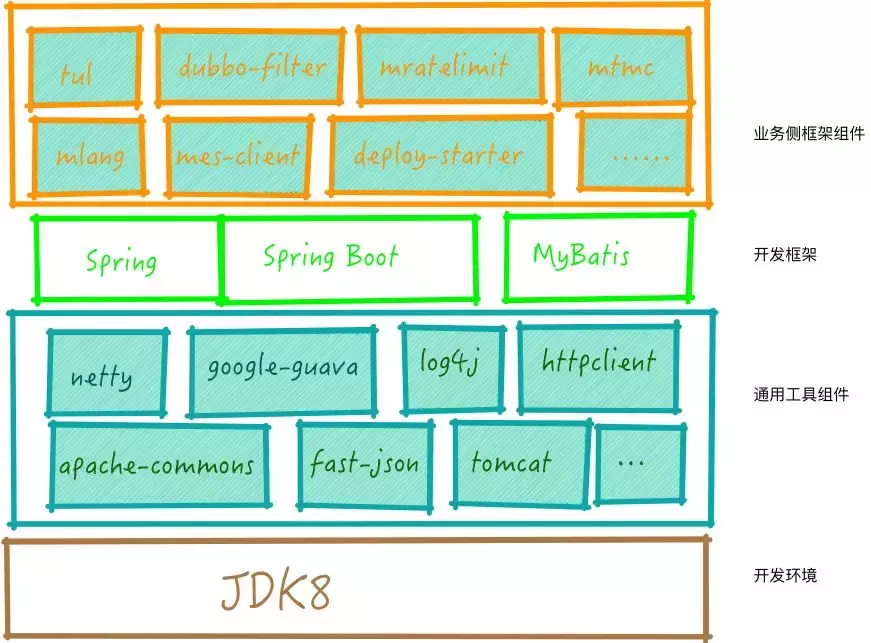 tul dubbo-filter mratelimit mtmc
mlang mes-client deploy-starter ......
业务侧框架组件
Spring Spring Boot MyBatis
开发框架
netty google-guava log4j httpclient
通用工具组件
apache-commons fast-json tomcat ...
JDK8
开发环境